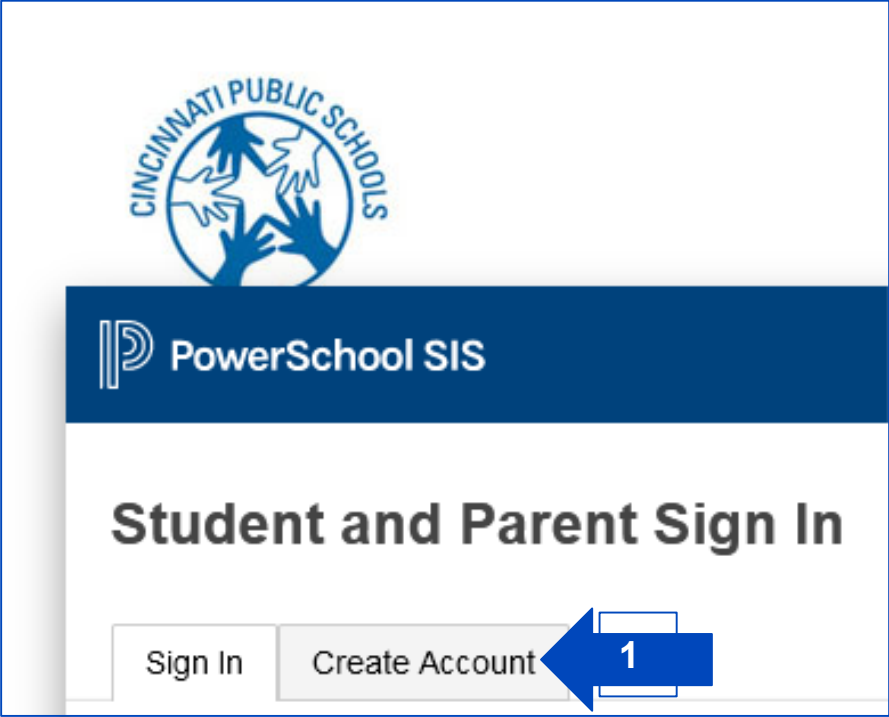 CINCINNATI PUBLIC SCHOOLS
PowerSchool SIS
Student and Parent Sign In
Sign In
Create Account
1